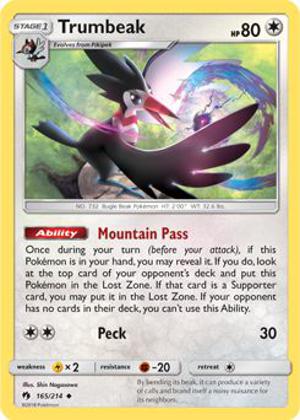 STAGE 1
Trumbeak
HP 80
Evolves from Pikipek
NO. 732 Bugle Beak Pokémon HT: 2'00" WT: 32.6 lbs.
Ability Mountain Pass
Once during your turn (before your attack), if this
Pokémon is in your hand, you may reveal it. If you do, look
at the top card of your opponent's deck and put this
Pokémon in the Lost Zone. If that card is a Supporter
card, you may put it in the Lost Zone. If your opponent
has no cards in their deck, you can't use this Ability.
Peck 30
weakness ×2 resistance -20 retreat
Illus. Shin Nagasawa
165/214
©2018 Pokémon
By bending its beak, it can produce a variety
of calls and brand itself a noisy nuisance for
its neighbors.